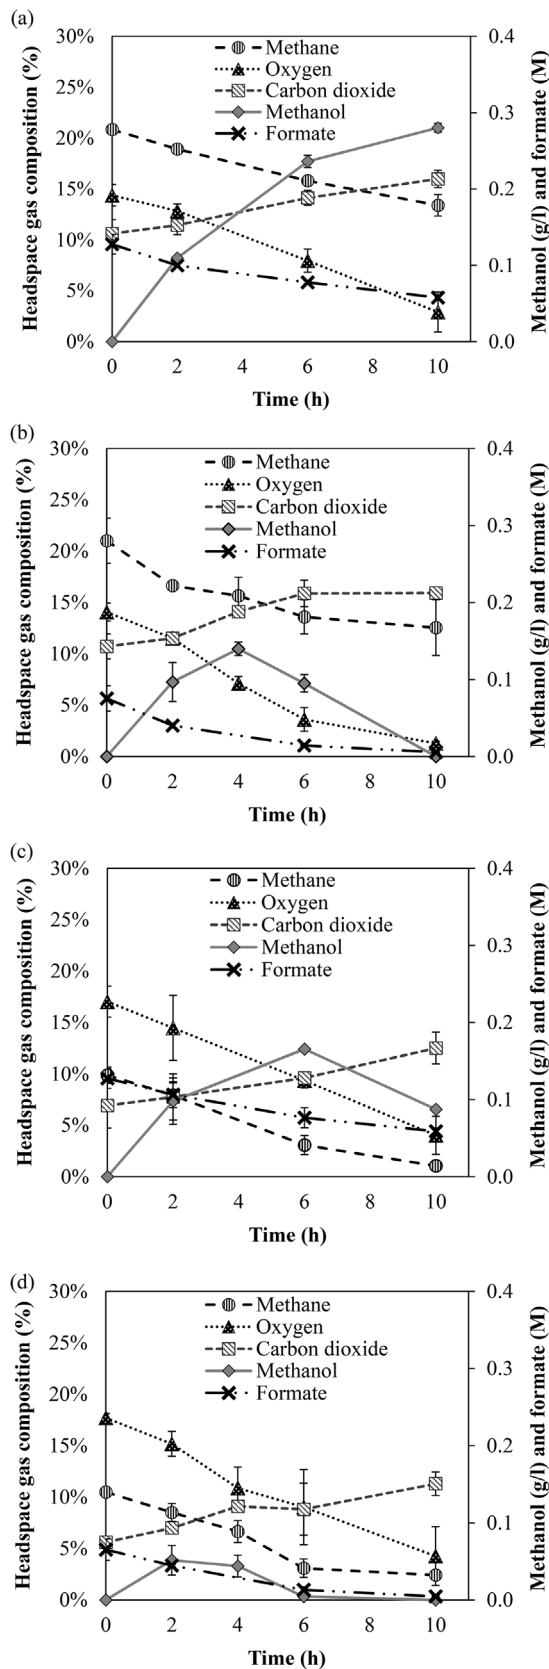 (a)
30%
25%
20%
15%
10%
5%
0%
Headspace gas composition (%)
Methane
Oxygen
Carbon dioxide
Methanol
Formate
0.4
0.3
0.2
0.1
0.0
Methanol (g/l) and formate (M)
0 2 4 6 8 10
Time (h)
(b)
30%
25%
20%
15%
10%
5%
0%
Headspace gas composition (%)
Methane
Oxygen
Carbon dioxide
Methanol
Formate
0.4
0.3
0.2
0.1
0.0
Methanol (g/l) and formate (M)
0 2 4 6 8 10
Time (h)
(c)
30%
25%
20%
15%
10%
5%
0%
Headspace gas composition (%)
Methane
Oxygen
Carbon dioxide
Methanol
Formate
0.4
0.3
0.2
0.1
0.0
Methanol (g/l) and formate (M)
0 2 4 6 8 10
Time (h)
(d)
30%
25%
20%
15%
10%
5%
0%
Headspace gas composition (%)
Methane
Oxygen
Carbon dioxide
Methanol
Formate
0.4
0.3
0.2
0.1
0.0
Methanol (g/l) and formate (M)
0 2 4 6 8 10
Time (h)